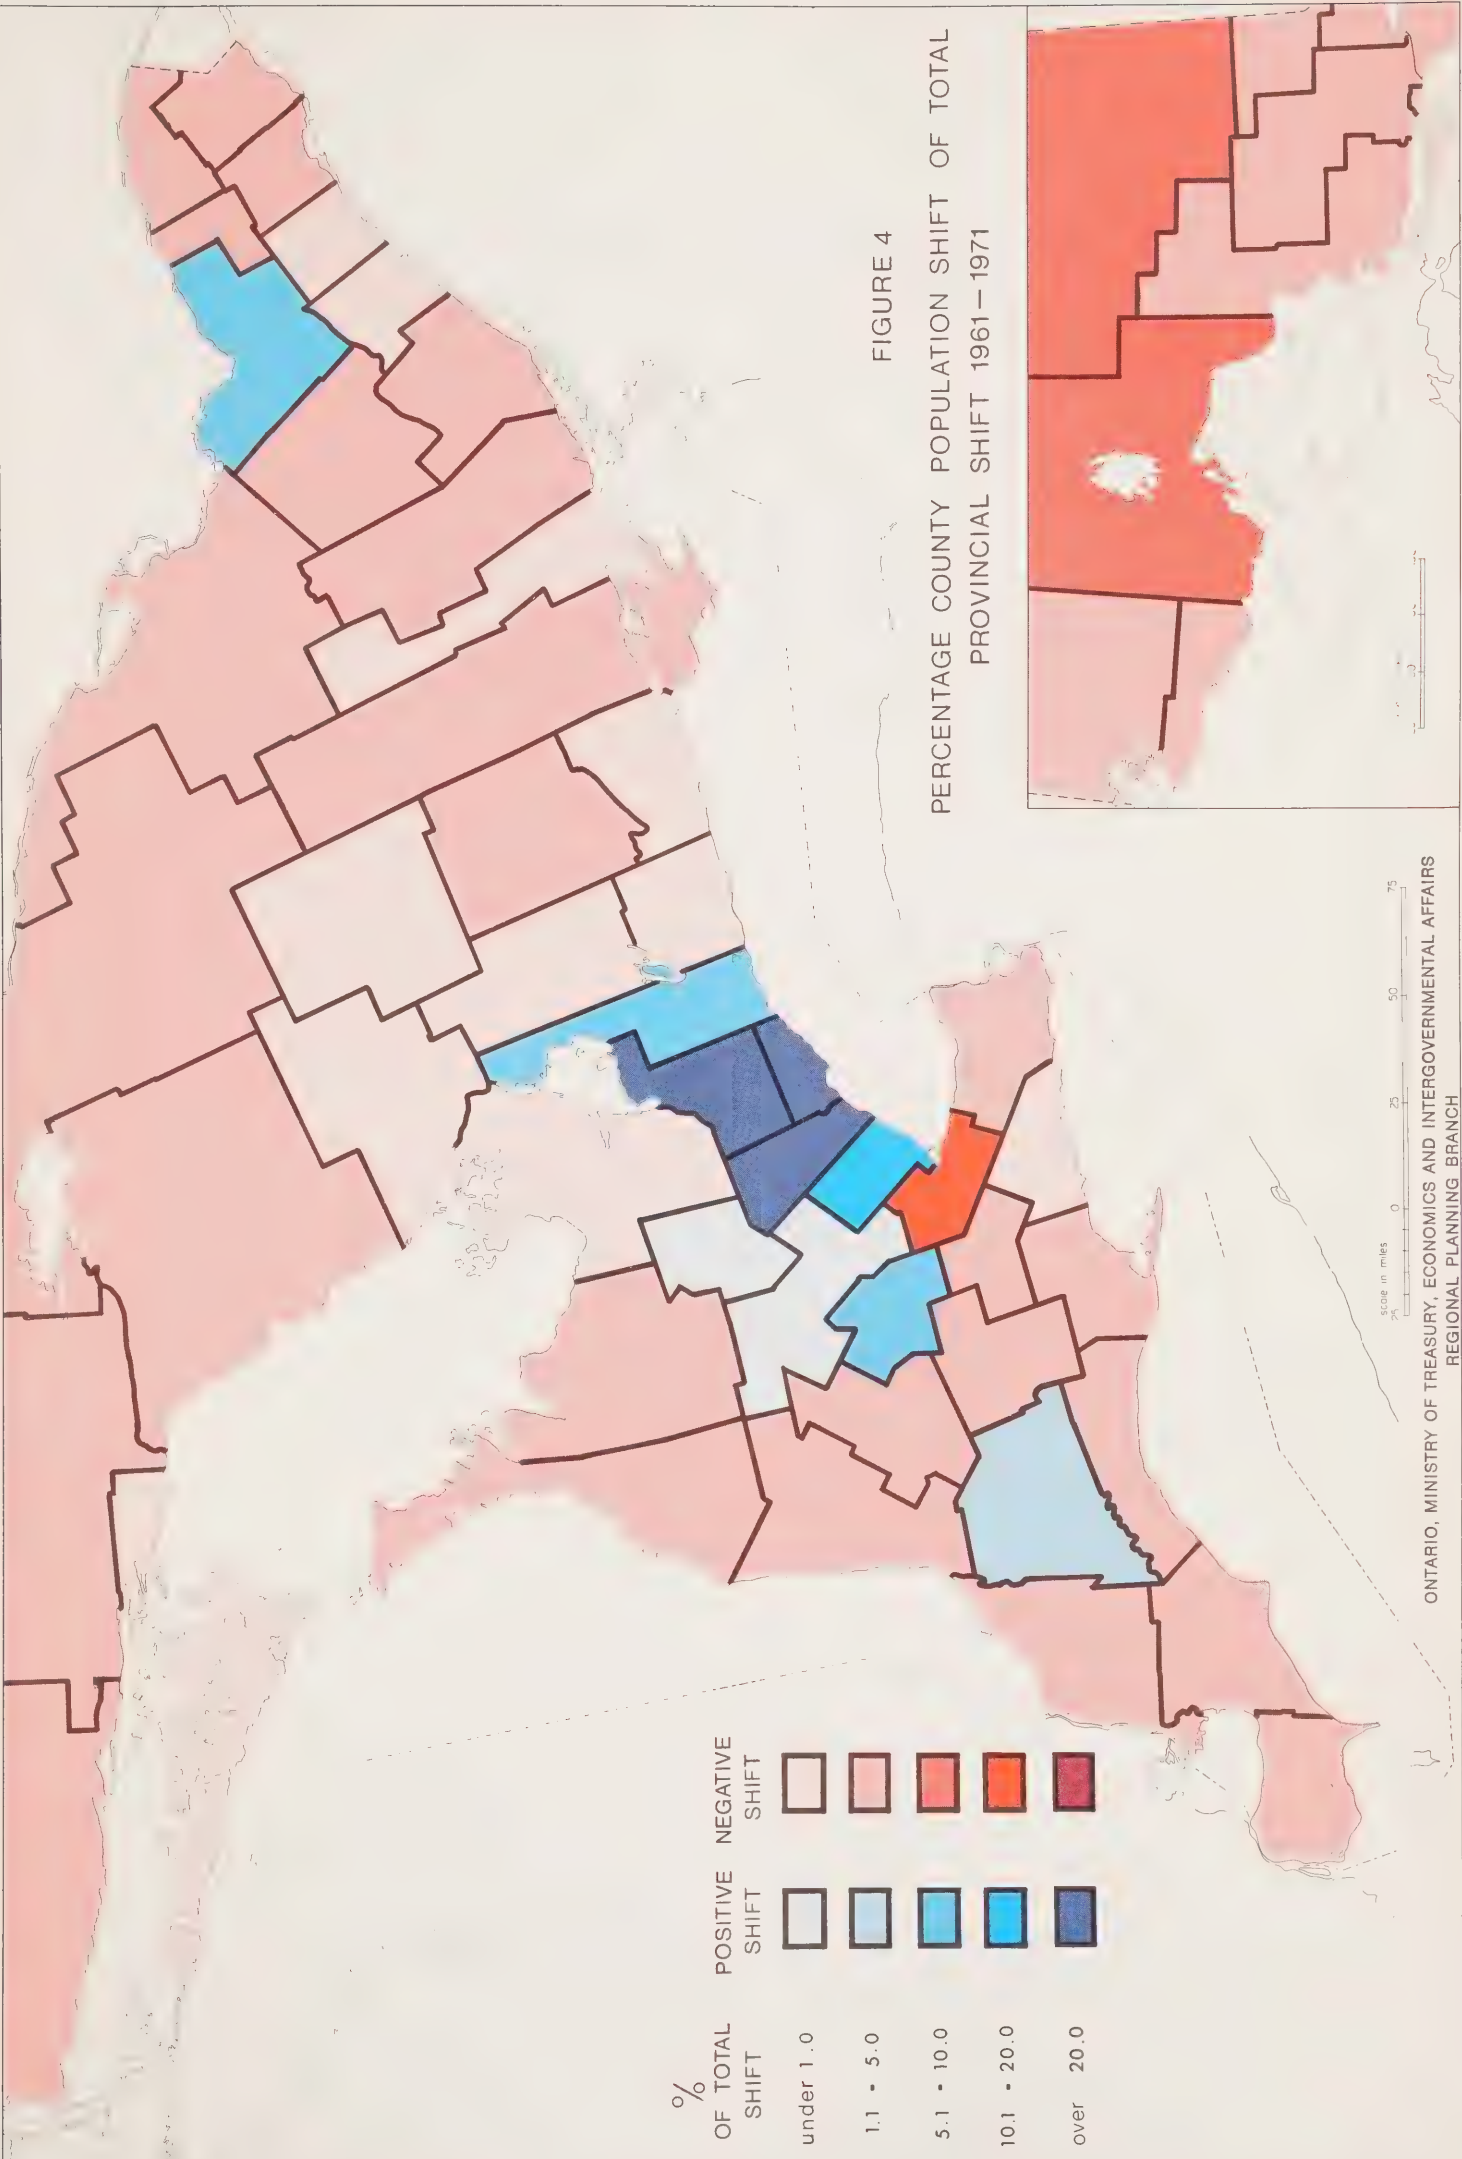 FIGURE 4
PERCENTAGE COUNTY POPULATION SHIFT OF TOTAL
PROVINCIAL SHIFT 1961–1971
%
OF TOTAL POSITIVE NEGATIVE
SHIFT SHIFT SHIFT
under 1.0
1.1 - 5.0
5.1 - 10.0
10.1 - 20.0
over 20.0
scale in miles
25 0 25 50 75
ONTARIO, MINISTRY OF TREASURY, ECONOMICS AND INTERGOVERNMENTAL AFFAIRS
REGIONAL PLANNING BRANCH